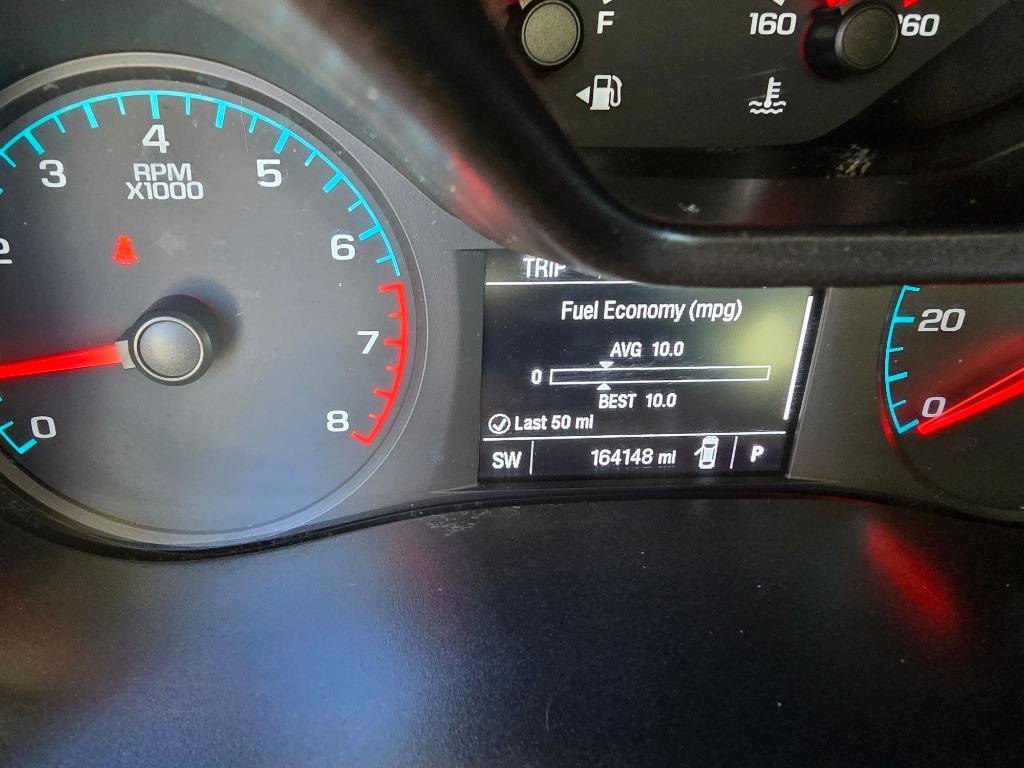 F
160
260
2
3
4
5
6
7
8
0
RPM
X1000
TRIP
Fuel Economy (mpg)
AVG 10.0
0
BEST 10.0
Last 50 mi
SW
164148 mi
P
20
0